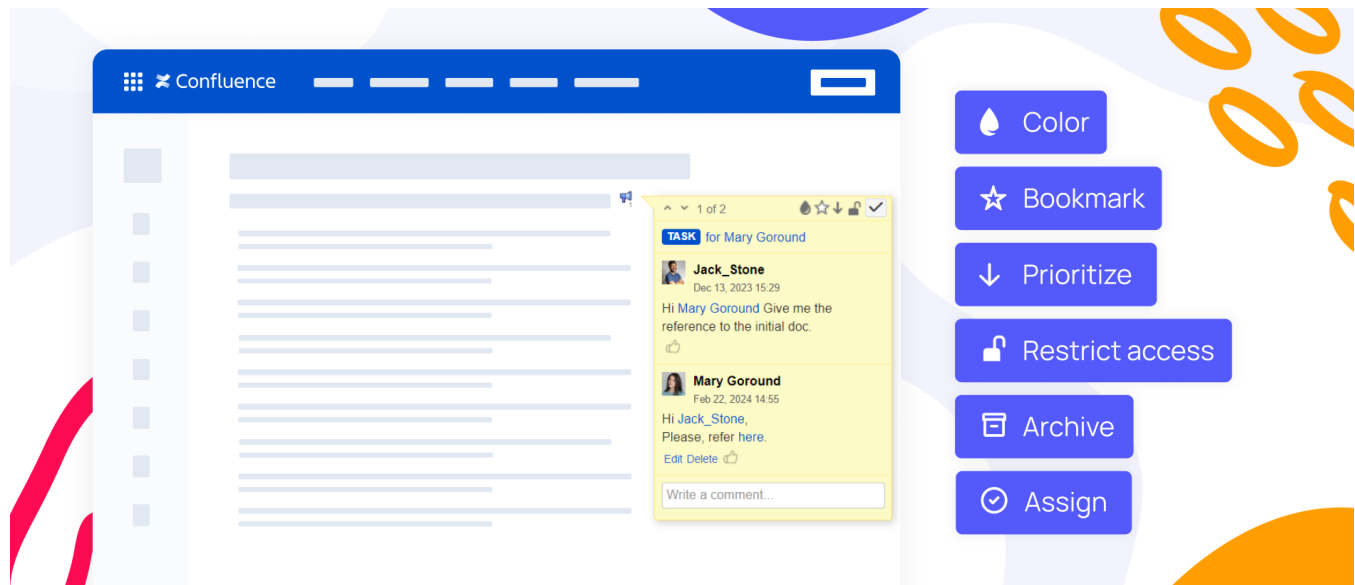 Confluence
1 of 2
TASK for Mary Goround
Jack_Stone
Dec 13, 2023 15:29
Hi Mary Goround Give me the
reference to the initial doc.
Mary Goround
Feb 22, 2024 14:55
Hi Jack_Stone,
Please, refer here.
Edit Delete
Write a comment...
Color
Bookmark
Prioritize
Restrict access
Archive
Assign